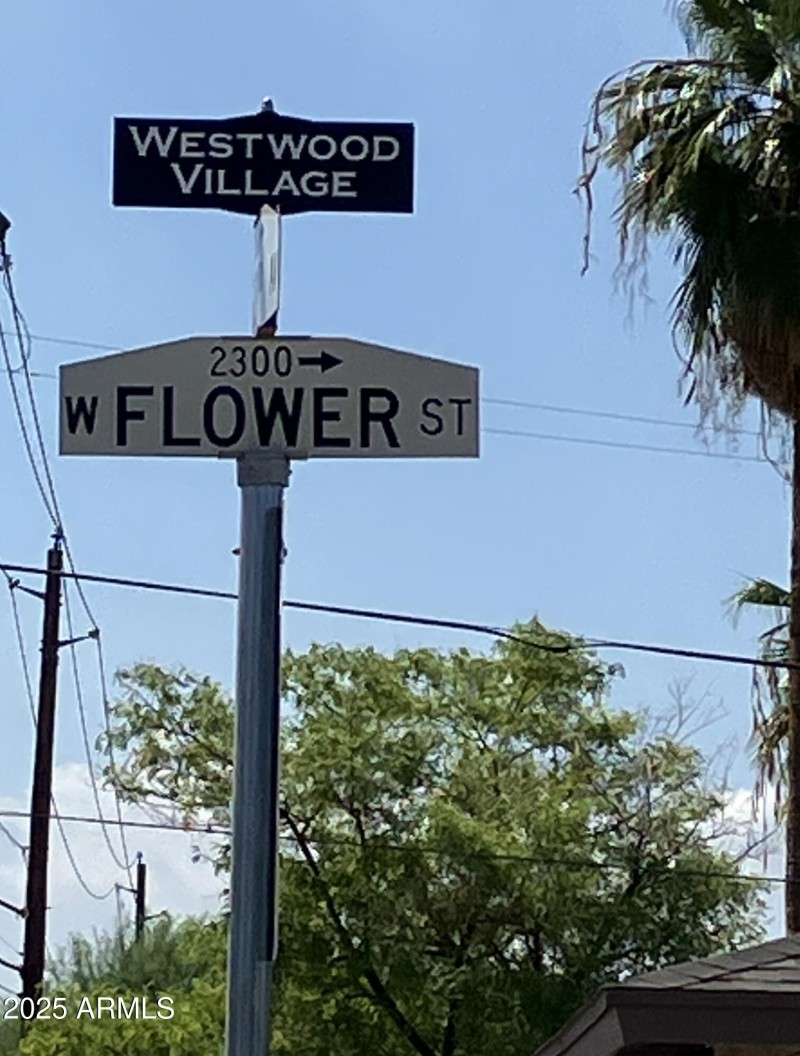 WESTWOOD
VILLAGE
2300→
W FLOWER ST
2025 ARMLS